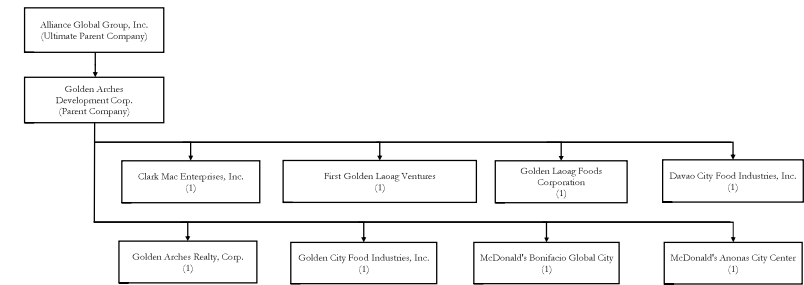 Alliance Global Group, Inc.
(Ultimate Parent Company)
Golden Arches
Development Corp.
(Parent Company)
Clark Mac Enterprises, Inc.
(1)
First Golden Laoag Ventures
(1)
Golden Laoag Foods
Corporation
(1)
Davao City Food Industries, Inc.
(1)
Golden Arches Realty, Corp.
(1)
Golden City Food Industries, Inc.
(1)
McDonald's Bonifacio Global City
(1)
McDonald's Anonas City Center
(1)